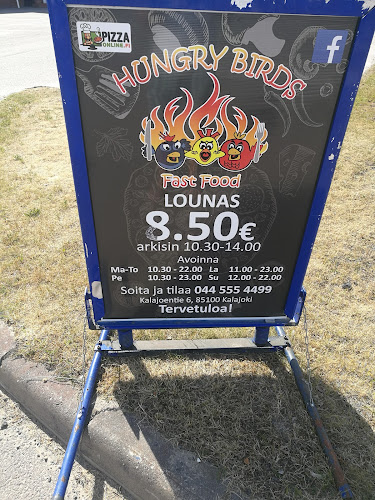 PIZZA
ONLINE.FI
f
HUNGRY BIRDS
Fast Food
LOUNAS
8.50€
arkisin 10.30-14.00
Avoinna
Ma-To 10.30 - 22.00 La 11.00 - 23.00
Pe 10.30 - 23.00 Su 12.00 - 22.00
Soita ja tilaa 044 555 4499
Kalajoentie 6, 85100 Kalajoki
Tervetuloa!